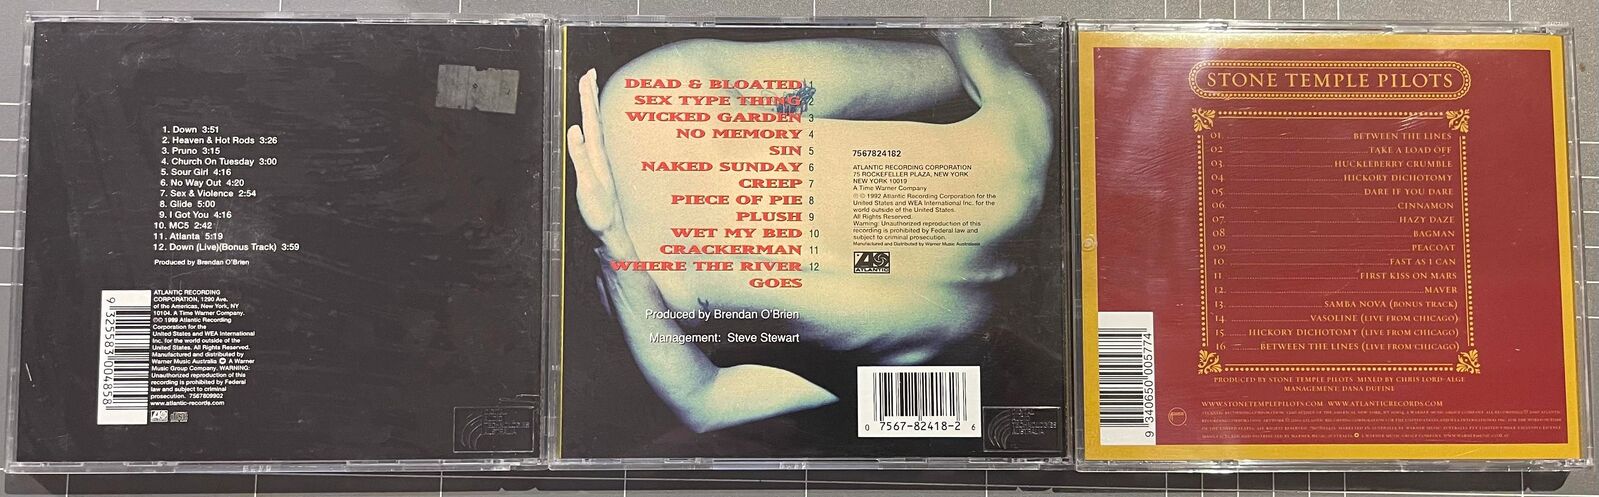 1. Down 3:51
2. Heaven & Hot Rods 3:26
3. Pruno 3:15
4. Church On Tuesday 3:00
5. Sour Girl 4:16
6. No Way Out 4:20
7. Sex & Violence 2:54
8. Glide 5:00
9. I Got You 4:16
10. MC5 2:42
11. Atlanta 5:19
12. Down (Live)(Bonus Track) 3:59
Produced by Brendan O'Brien
9 325583 004858
ATLANTIC RECORDING
CORPORATION, 1290 Ave.
of the Americas, New York, NY
10104. A Time Warner Company.
℗© 1999 Atlantic Recording
Corporation for the
United States and WEA International
Inc. for the world outside of the
United States. All Rights Reserved.
Manufactured and distributed by
Warner Music Australia A Warner
Music Group Company. WARNING:
Unauthorized reproduction of this
recording is prohibited by Federal
law and subject to criminal
prosecution. 7567809902
www.atlantic-records.com
DEAD & BLOATED 1
SEX TYPE THING 2
WICKED GARDEN 3
NO MEMORY 4
SIN 5
NAKED SUNDAY 6
CREEP 7
PIECE OF PIE 8
PLUSH 9
WET MY BED 10
CRACKERMAN 11
WHERE THE RIVER 12
GOES
Produced by Brendan O'Brien
Management: Steve Stewart
7567824182
ATLANTIC RECORDING CORPORATION
75 ROCKEFELLER PLAZA, NEW YORK
NEW YORK 10019
A Time Warner Company
℗© 1992 Atlantic Recording Corporation for the
United States and WEA International Inc. for the
world outside of the United States.
All Rights Reserved.
Warning: Unauthorized reproduction of this
recording is prohibited by Federal law and
subject to criminal prosecution.
Manufactured and Distributed by Warner Music Australasia
ATLANTIC
0 7567-82418-2 6
STONE TEMPLE PILOTS
01. BETWEEN THE LINES
02. TAKE A LOAD OFF
03. HUCKLEBERRY CRUMBLE
04. HICKORY DICHOTOMY
05. DARE IF YOU DARE
06. CINNAMON
07. HAZY DAZE
08. BAGMAN
09. PEACOAT
10. FAST AS I CAN
11. FIRST KISS ON MARS
12. MAVER
13. SAMBA NOVA (BONUS TRACK)
14. VASOLINE (LIVE FROM CHICAGO)
15. HICKORY DICHOTOMY (LIVE FROM CHICAGO)
16. BETWEEN THE LINES (LIVE FROM CHICAGO)
PRODUCED BY STONE TEMPLE PILOTS MIXED BY CHRIS LORD-ALGE
MANAGEMENT: DANA DUFINE
WWW.STONETEMPLEPILOTS.COM WWW.ATLANTICRECORDS.COM
9 340650 005774